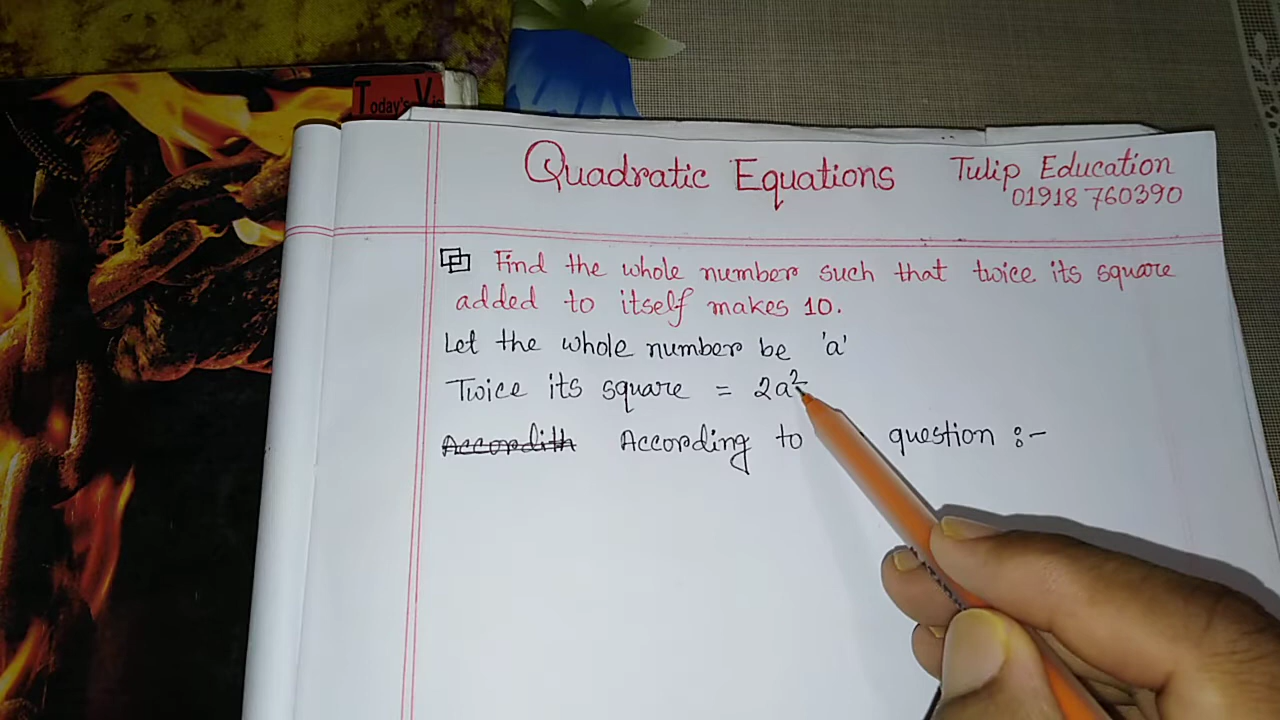 Today's Vi
Quadratic Equations
Tulip Education
01918 760390
Find the whole number such that twice its square
added to itself makes 10.
Let the whole number be 'a'
Twice its square = 2a²
According to question :-